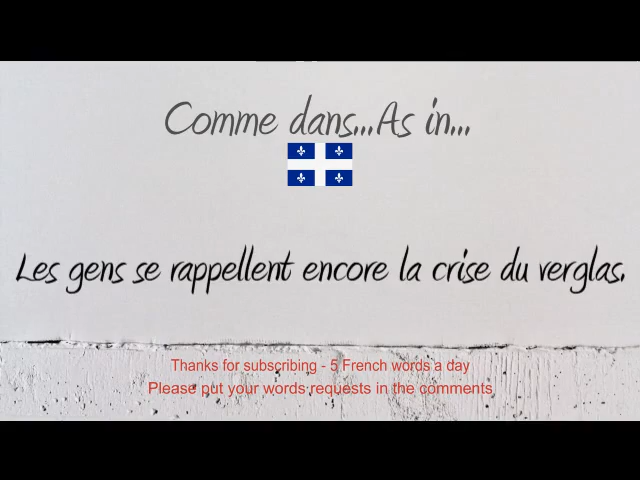 Comme dans...As in...
Les gens se rappellent encore la crise du verglas.
Thanks for subscribing - 5 French words a day
Please put your words requests in the comments